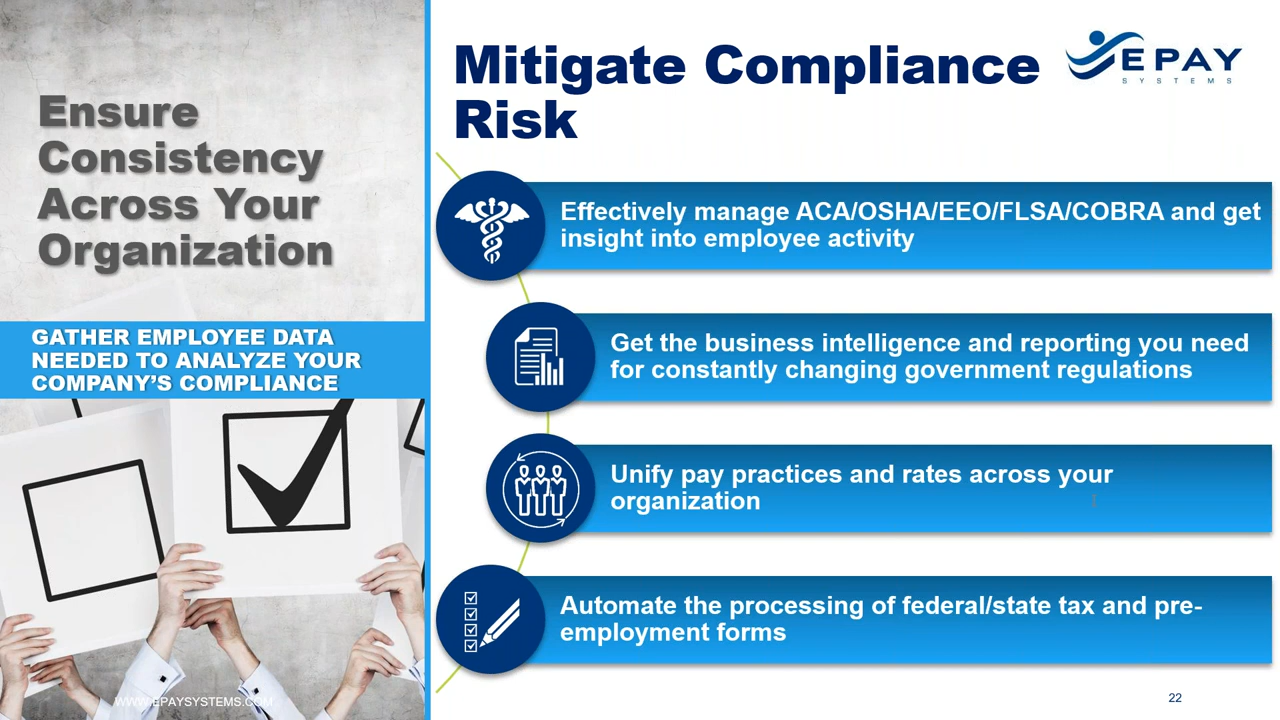 Ensure
Consistency
Across Your
Organization
GATHER EMPLOYEE DATA
NEEDED TO ANALYZE YOUR
COMPANY'S COMPLIANCE
WWW.EPAYSYSTEMS.COM
Mitigate Compliance
Risk
EPAY
SYSTEMS
Effectively manage ACA/OSHA/EEO/FLSA/COBRA and get
insight into employee activity
Get the business intelligence and reporting you need
for constantly changing government regulations
Unify pay practices and rates across your
organization
Automate the processing of federal/state tax and pre-
employment forms
22